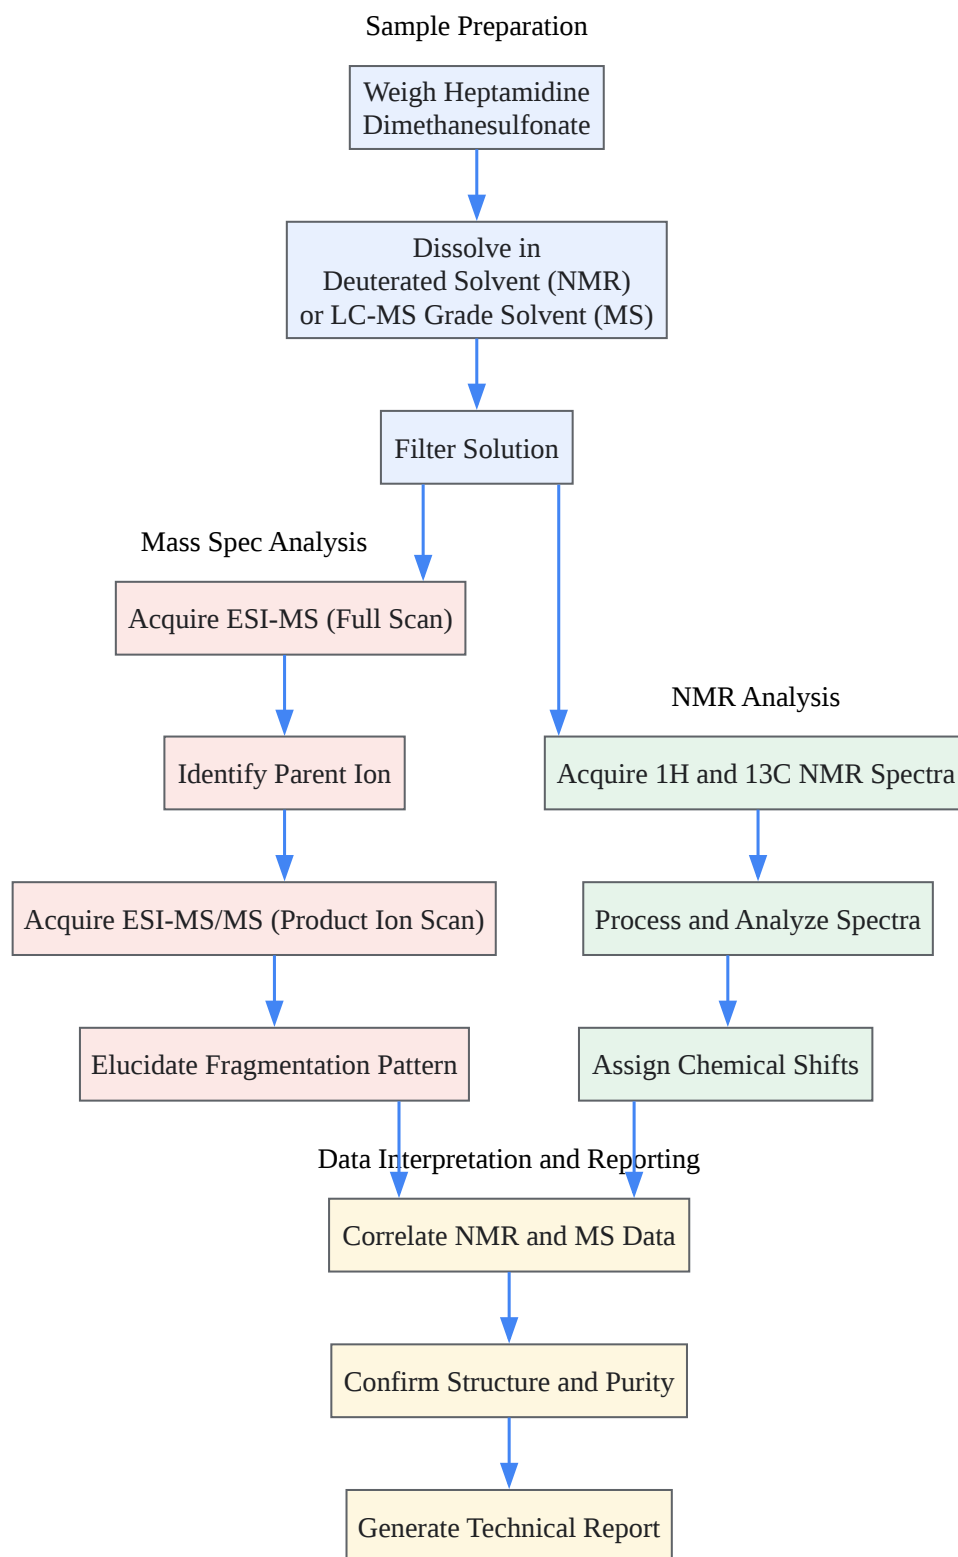 Sample Preparation
Weigh Heptamidine
Dimethanesulfonate
Dissolve in
Deuterated Solvent (NMR)
or LC-MS Grade Solvent (MS)
Filter Solution
Mass Spec Analysis
Acquire ESI-MS (Full Scan)
Identify Parent Ion
Acquire ESI-MS/MS (Product Ion Scan)
Elucidate Fragmentation Pattern
NMR Analysis
Acquire 1H and 13C NMR Spectra
Process and Analyze Spectra
Assign Chemical Shifts
Data Interpretation and Reporting
Correlate NMR and MS Data
Confirm Structure and Purity
Generate Technical Report